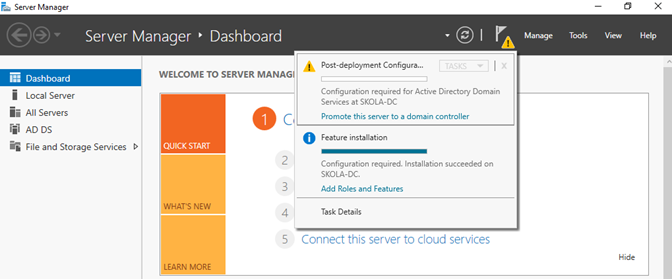 Server Manager
Server Manager • Dashboard
Manage Tools View Help
Dashboard
Local Server
All Servers
AD DS
File and Storage Services
WELCOME TO SERVER MANAG
QUICK START
WHAT'S NEW
LEARN MORE
1
2
3
4
5 Connect this server to cloud services
Hide
Post-deployment Configura...
TASKS
X
Configuration required for Active Directory Domain
Services at SKOLA-DC
Promote this server to a domain controller
Feature installation
Configuration required. Installation succeeded on
SKOLA-DC.
Add Roles and Features
Task Details